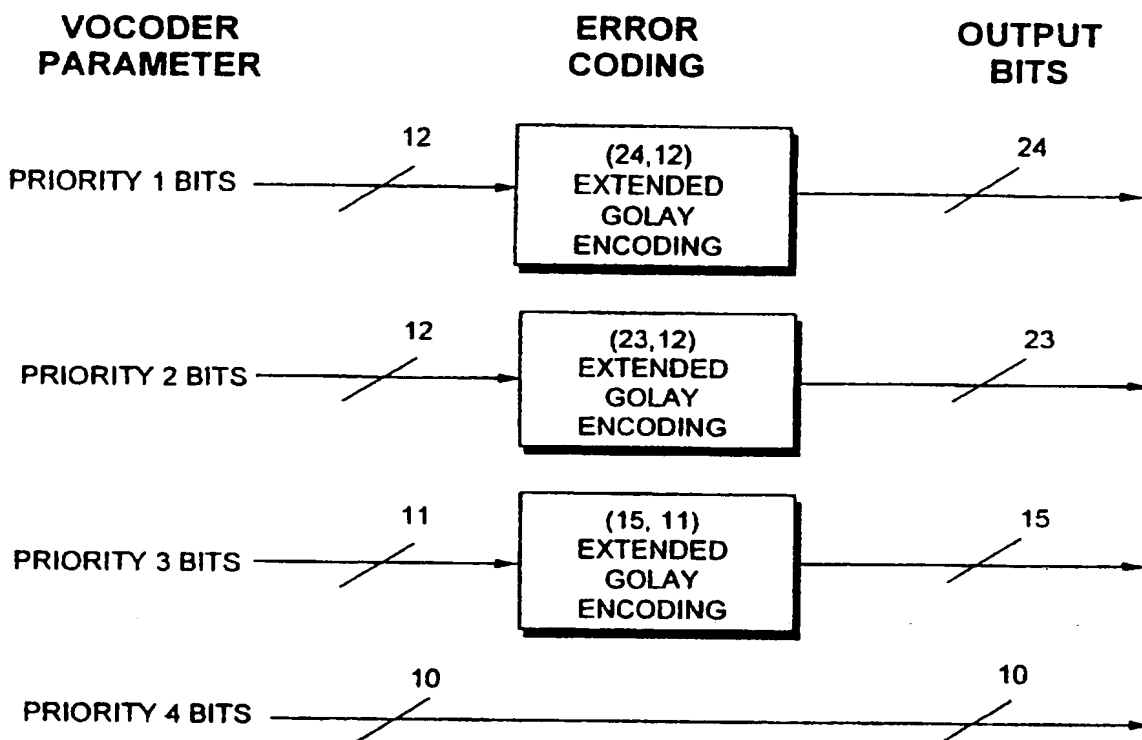 VOCODER
PARAMETER
ERROR
CODING
OUTPUT
BITS
PRIORITY 1 BITS
12
(24,12)
EXTENDED
GOLAY
ENCODING
24
PRIORITY 2 BITS
12
(23,12)
EXTENDED
GOLAY
ENCODING
23
PRIORITY 3 BITS
11
(15, 11)
EXTENDED
GOLAY
ENCODING
15
PRIORITY 4 BITS
10
10